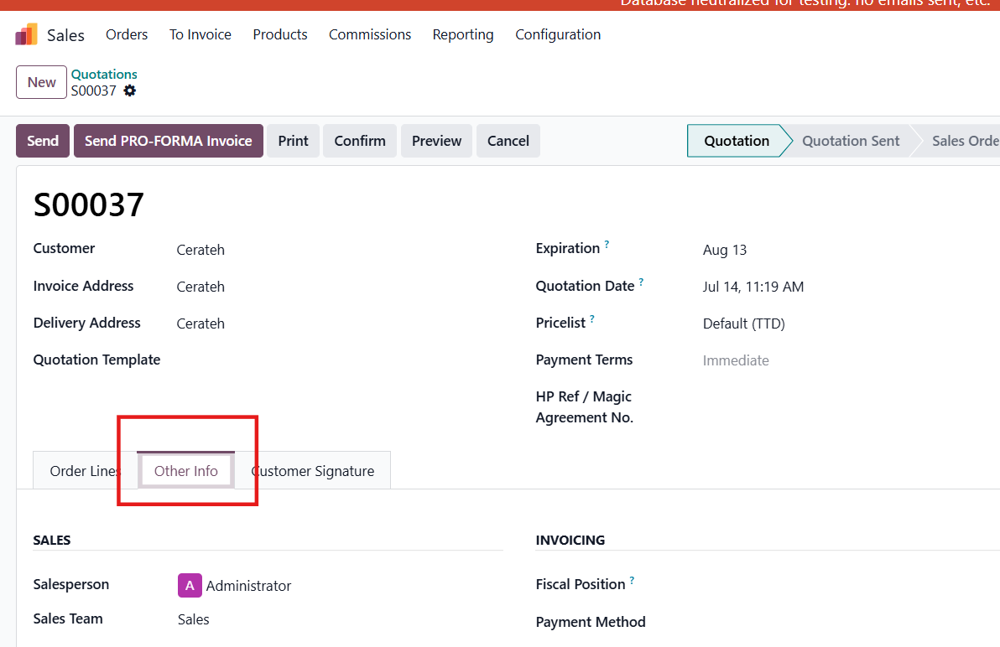 Database neutralized for testing: no emails sent, etc.
Sales Orders To Invoice Products Commissions Reporting Configuration
New Quotations
S00037
Send Send PRO-FORMA Invoice Print Confirm Preview Cancel Quotation Quotation Sent Sales Orde
S00037
Customer Cerateh
Expiration ? Aug 13
Invoice Address Cerateh
Quotation Date ? Jul 14, 11:19 AM
Delivery Address Cerateh
Pricelist ? Default (TTD)
Quotation Template
Payment Terms Immediate
HP Ref / Magic
Agreement No.
Order Lines Other Info Customer Signature
SALES
INVOICING
Salesperson A Administrator
Fiscal Position ?
Sales Team Sales
Payment Method